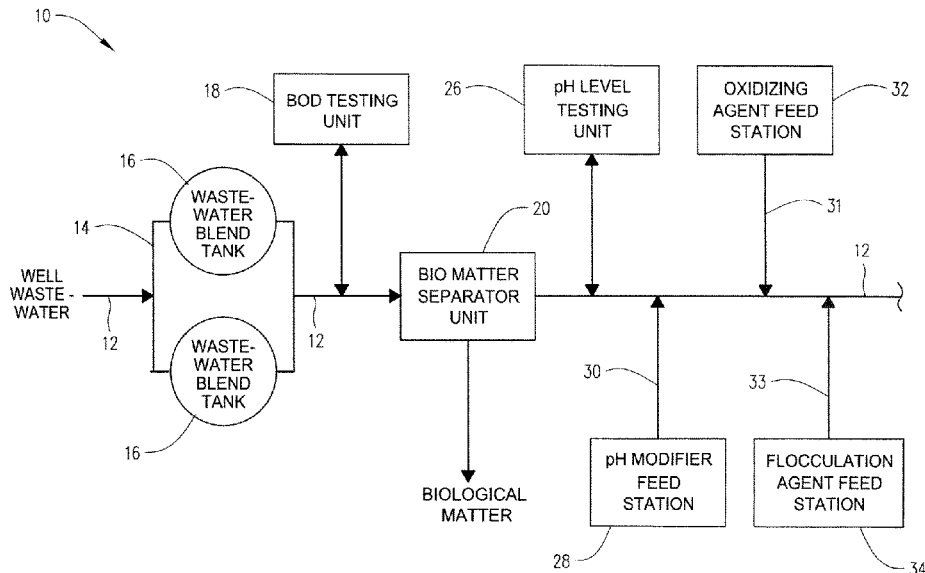 10
18
BOD TESTING
UNIT
26
pH LEVEL
TESTING
UNIT
OXIDIZING
AGENT FEED
STATION
32
16
WASTE-
WATER
BLEND
TANK
14
20
31
12
WELL
WASTE-
WATER
12
12
BIO MATTER
SEPARATOR
UNIT
WASTE-
WATER
BLEND
TANK
16
30
33
BIOLOGICAL
MATTER
pH MODIFIER
FEED
STATION
28
FLOCCULATION
AGENT FEED
STATION
34